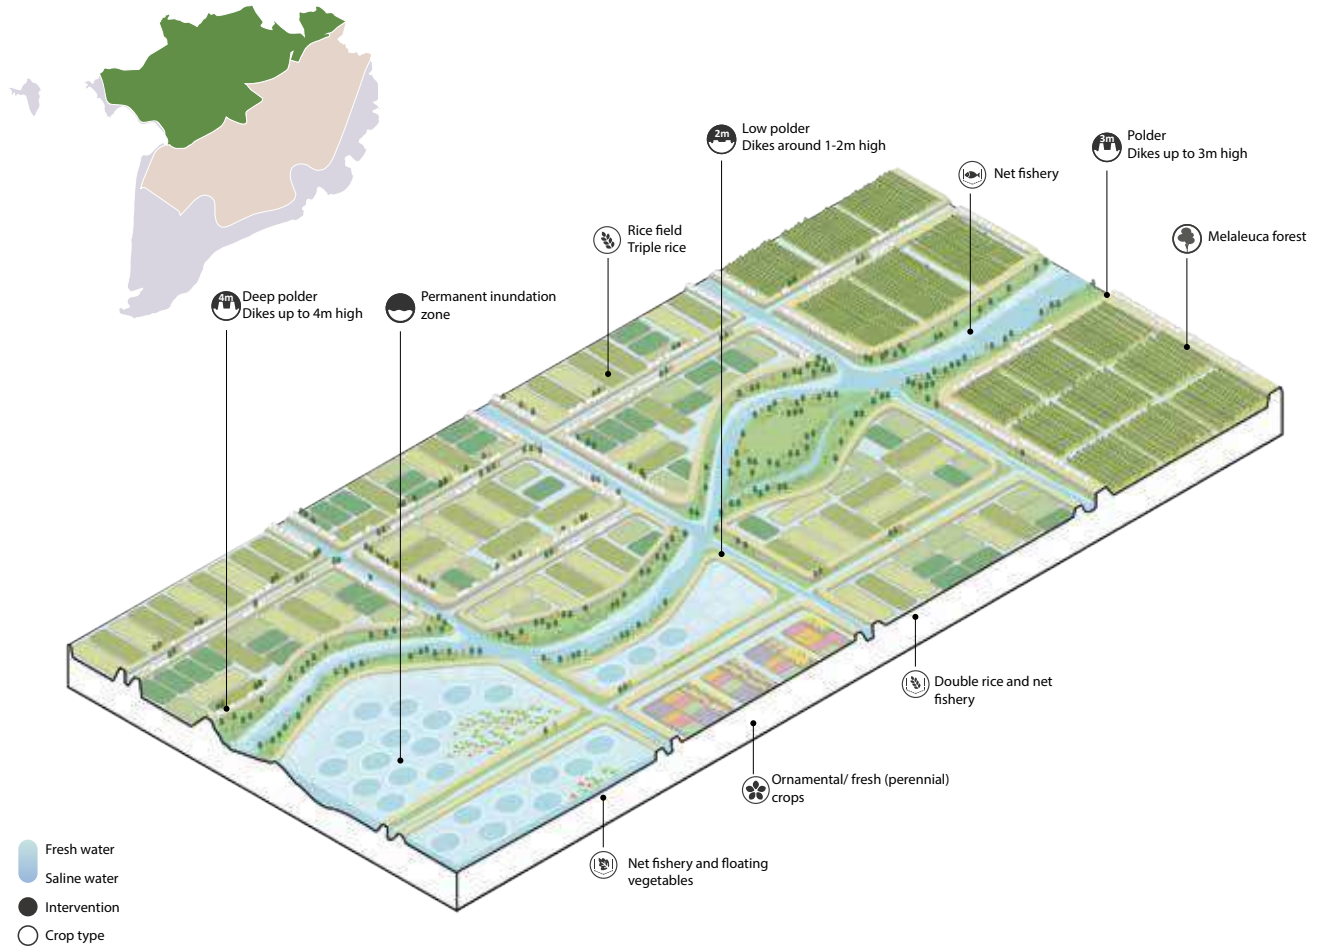 2m
Low polder
Dikes around 1-2m high
3m
Polder
Dikes up to 3m high
Net fishery
Rice field
Triple rice
Melaleuca forest
4m
Deep polder
Dikes up to 4m high
Permanent inundation
zone
Double rice and net
fishery
Ornamental/ fresh (perennial)
crops
Net fishery and floating
vegetables
Fresh water
Saline water
Intervention
Crop type